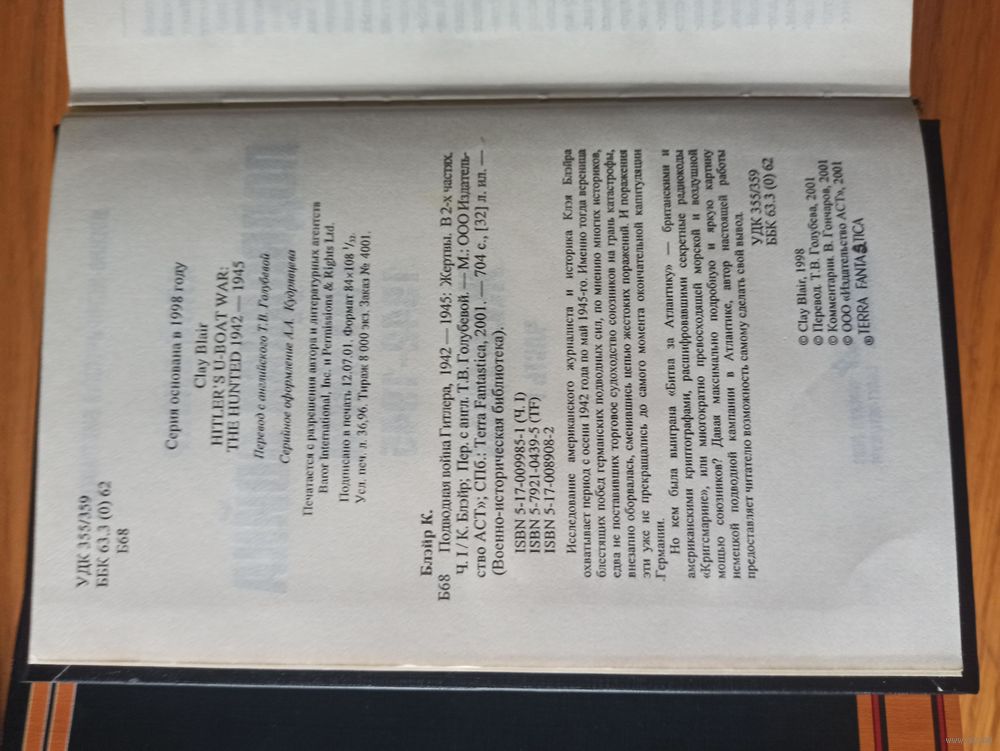 УДК 355/359
ББК 63.3 (0) 62
Б68
Серия основана в 1998 году
Clay Blair
HITLER'S U-BOAT WAR:
THE HUNTED 1942 — 1945
Перевод с английского Т.В. Голубевой
Серийное оформление А.А. Кудрявцева
Печатается с разрешения автора и литературных агентств
Baror International, Inc. и Permissions & Rights Ltd.
Подписано в печать 12.07.01. Формат 84×108 1/32.
Усл. печ. л. 36,96. Тираж 8 000 экз. Заказ № 4001.
Блэйр К.
Б68 Подводная война Гитлера, 1942 — 1945: Жертвы. В 2-х частях.
Ч. I / К. Блэйр; Пер. с англ. Т.В. Голубевой. — М.: ООО Издатель-
ство АСТ»; СПб.: Terra Fantastica, 2001. — 704 с., [32] л. ил. —
(Военно-историческая библиотека).
ISBN 5-17-009985-1 (Ч. I)
ISBN 5-7921-0439-5 (TF)
ISBN 5-17-008908-2
Исследование американского журналиста и историка Клэя Блэйра
охватывает период с осени 1942 года по май 1945-го. Именно тогда вереница
блестящих побед германских подводных сил, по мнению многих историков,
едва не поставивших торговое судоходство союзников на грань катастрофы,
внезапно оборвалась, сменившись цепью жестоких поражений. И поражения
эти уже не прекращались до самого момента окончательной капитуляции
Германии.
Но кем была выиграна «Битва за Атлантику» — британскими и
американскими криптографами, расшифровавшими секретные радиокоды
«Кригсмарине», или многократно превосходящей морской и воздушной
мощью союзников? Давая максимально подробную и яркую картину
немецкой подводной кампании в Атлантике, автор настоящей работы
предоставляет читателю возможность самому сделать свой вывод.
УДК 355/359
ББК 63.3 (0) 62
© Clay Blair, 1998
© Перевод. Т.В. Голубева, 2001
© Комментарии. В. Гончаров, 2001
© ООО «Издательство АСТ», 2001
® TERRA FANTASTICA